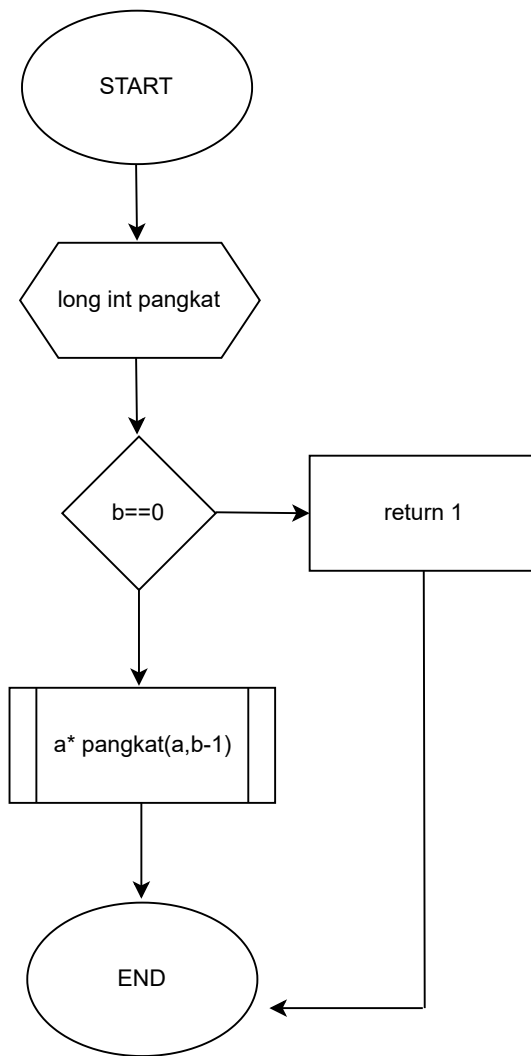 START
long int pangkat
b==0
return 1
a* pangkat(a,b-1)
END